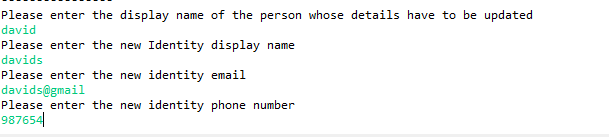 Please enter the display name of the person whose details have to be updated
david
Please enter the new Identity display name
davids
Please enter the new identity email
davids@gmail
Please enter the new identity phone number
987654